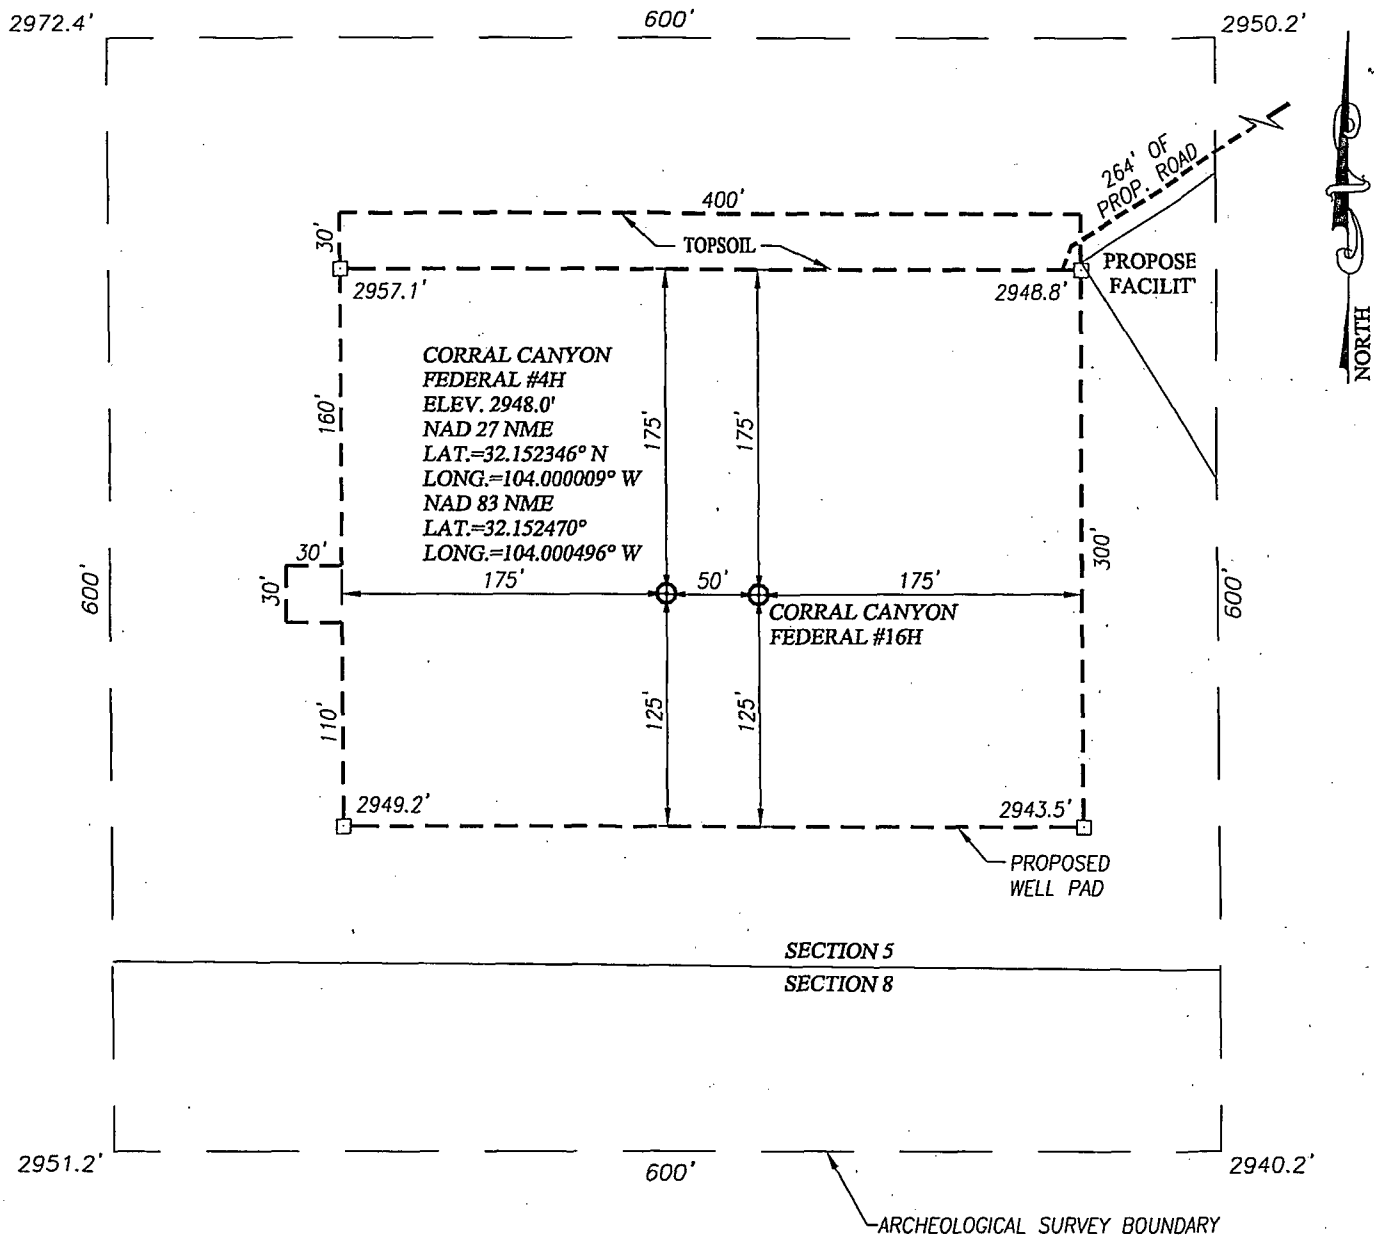 2972.4'
600'
2950.2'
264' OF
PROP. ROAD
400'
30'
TOPSOIL
PROPOSE
FACILIT
NORTH
2957.1'
2948.8'
CORRAL CANYON
FEDERAL #4H
ELEV. 2948.0'
NAD 27 NME
LAT.=32.152346° N
LONG.=104.000009° W
NAD 83 NME
LAT.=32.152470°
LONG.=104.000496° W
160'
175'
175'
300'
30'
30'
600'
175'
50'
175'
600'
CORRAL CANYON
FEDERAL #16H
110'
125'
125'
2949.2'
2943.5'
PROPOSED
WELL PAD
SECTION 5
SECTION 8
2951.2'
600'
2940.2'
ARCHEOLOGICAL SURVEY BOUNDARY